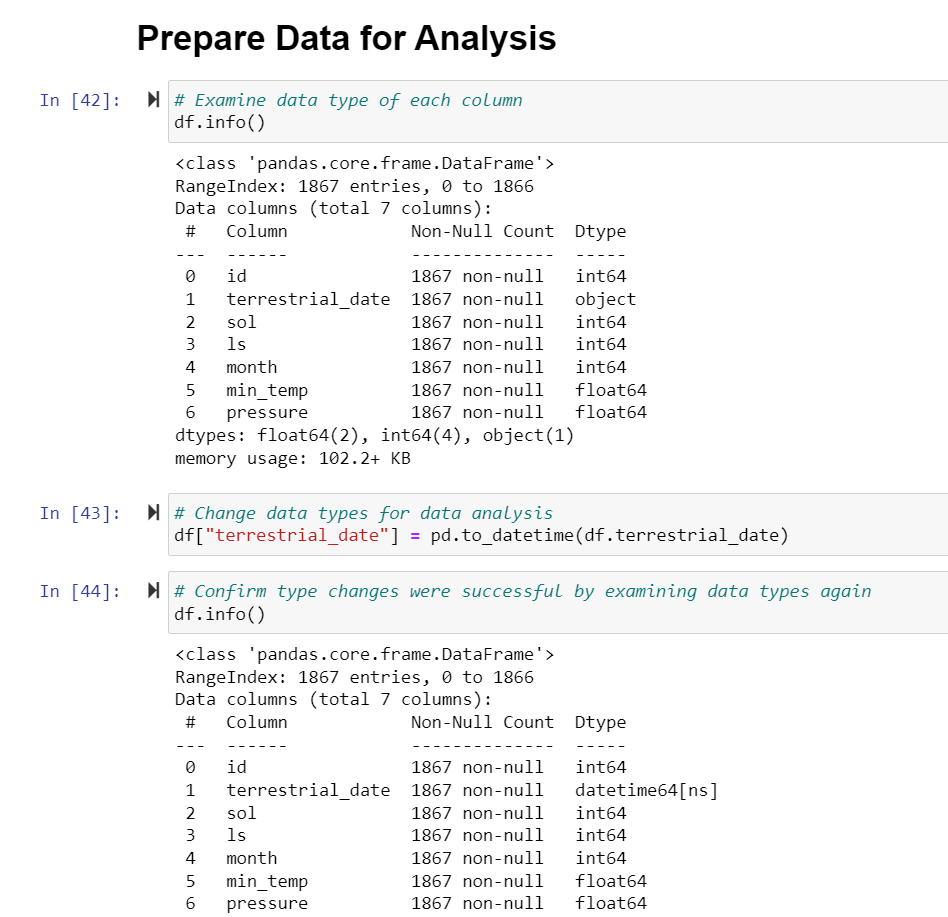 Prepare Data for Analysis
In [42]: # Examine data type of each column
df.info()
<class 'pandas.core.frame.DataFrame'>
RangeIndex: 1867 entries, 0 to 1866
Data columns (total 7 columns):
 #   Column            Non-Null Count  Dtype
---  ------            --------------  -----
 0   id                1867 non-null   int64
 1   terrestrial_date  1867 non-null   object
 2   sol               1867 non-null   int64
 3   ls                1867 non-null   int64
 4   month             1867 non-null   int64
 5   min_temp          1867 non-null   float64
 6   pressure          1867 non-null   float64
dtypes: float64(2), int64(4), object(1)
memory usage: 102.2+ KB
In [43]: # Change data types for data analysis
df["terrestrial_date"] = pd.to_datetime(df.terrestrial_date)
In [44]: # Confirm type changes were successful by examining data types again
df.info()
<class 'pandas.core.frame.DataFrame'>
RangeIndex: 1867 entries, 0 to 1866
Data columns (total 7 columns):
 #   Column            Non-Null Count  Dtype
---  ------            --------------  -----
 0   id                1867 non-null   int64
 1   terrestrial_date  1867 non-null   datetime64[ns]
 2   sol               1867 non-null   int64
 3   ls                1867 non-null   int64
 4   month             1867 non-null   int64
 5   min_temp          1867 non-null   float64
 6   pressure          1867 non-null   float64